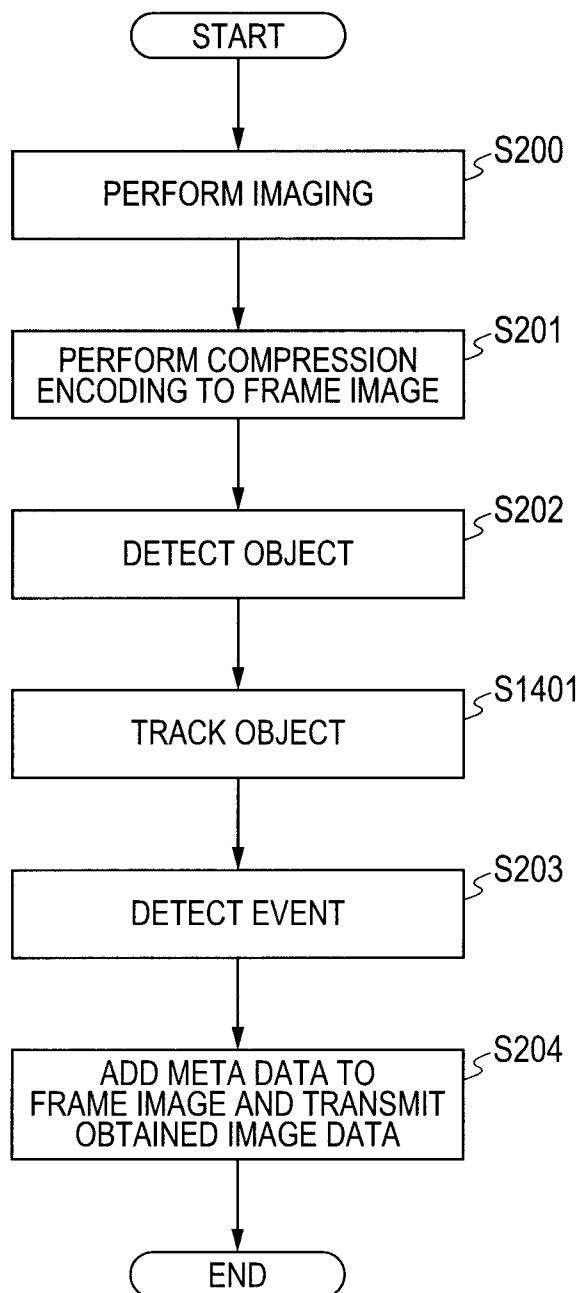 START
S200
PERFORM IMAGING
S201
PERFORM COMPRESSION
ENCODING TO FRAME IMAGE
S202
DETECT OBJECT
S1401
TRACK OBJECT
S203
DETECT EVENT
S204
ADD META DATA TO
FRAME IMAGE AND TRANSMIT
OBTAINED IMAGE DATA
END